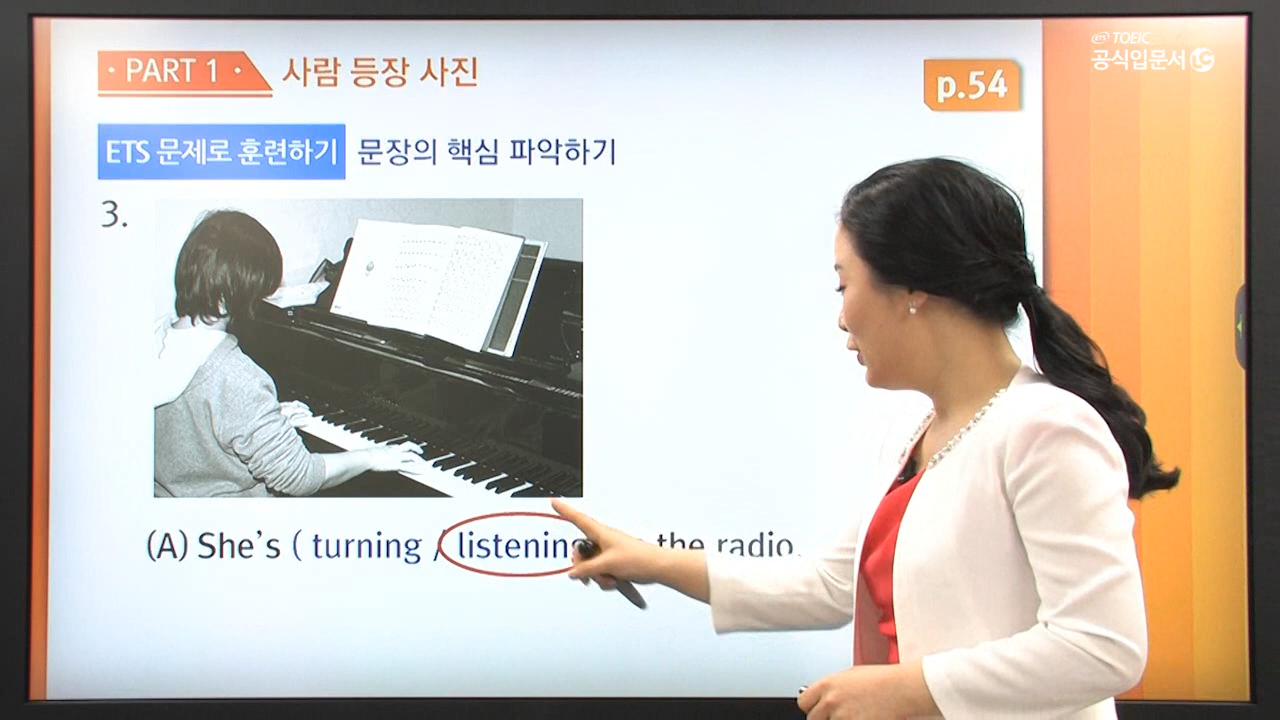 · PART 1 · 사람 등장 사진
p.54
ETS TOEIC
공식입문서 LC
ETS 문제로 훈련하기 문장의 핵심 파악하기
3.
(A) She's ( turning / listening the radio.